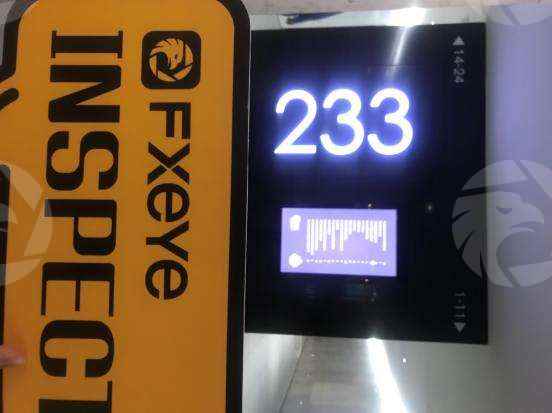 FXeye
INSPECT
233
◀ 14-24
1-11 ▶